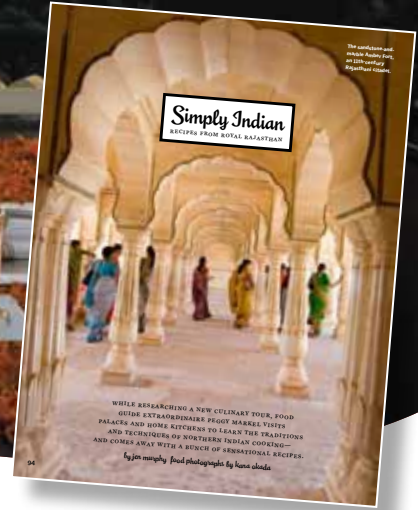 The sandstone-and-
marble Amber Fort,
an 11th-century
Rajasthani citadel.
Simply Indian
RECIPES FROM ROYAL RAJASTHAN
WHILE RESEARCHING A NEW CULINARY TOUR, FOOD
GUIDE EXTRAORDINAIRE PEGGY MARKEL VISITS
PALACES AND HOME KITCHENS TO LEARN THE TRADITIONS
AND TECHNIQUES OF NORTHERN INDIAN COOKING—
AND COMES AWAY WITH A BUNCH OF SENSATIONAL RECIPES.
by jen murphy food photographs by kana okada
94